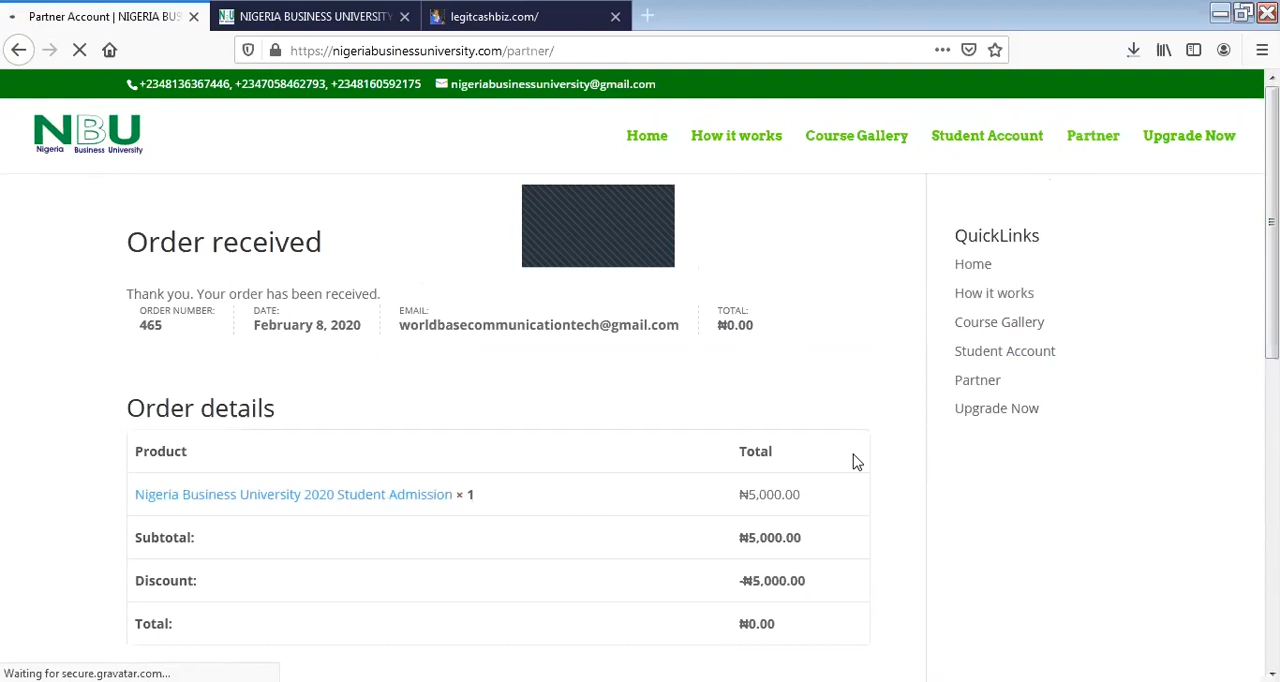 Partner Account | NIGERIA BUS
NIGERIA BUSINESS UNIVERSITY
legitcashbiz.com/
https://nigeriabusinessuniversity.com/partner/
+2348136367446, +2347058462793, +2348160592175 nigeriabusinessuniversity@gmail.com
NBU
Nigeria Business University
Home How it works Course Gallery Student Account Partner Upgrade Now
Order received
Thank you. Your order has been received.
ORDER NUMBER: DATE: EMAIL: TOTAL:
465 February 8, 2020 worldbasecommunicationtech@gmail.com ₦0.00
Order details
Product Total
Nigeria Business University 2020 Student Admission × 1 ₦5,000.00
Subtotal: ₦5,000.00
Discount: -₦5,000.00
Total: ₦0.00
QuickLinks
Home
How it works
Course Gallery
Student Account
Partner
Upgrade Now
Waiting for secure.gravatar.com...